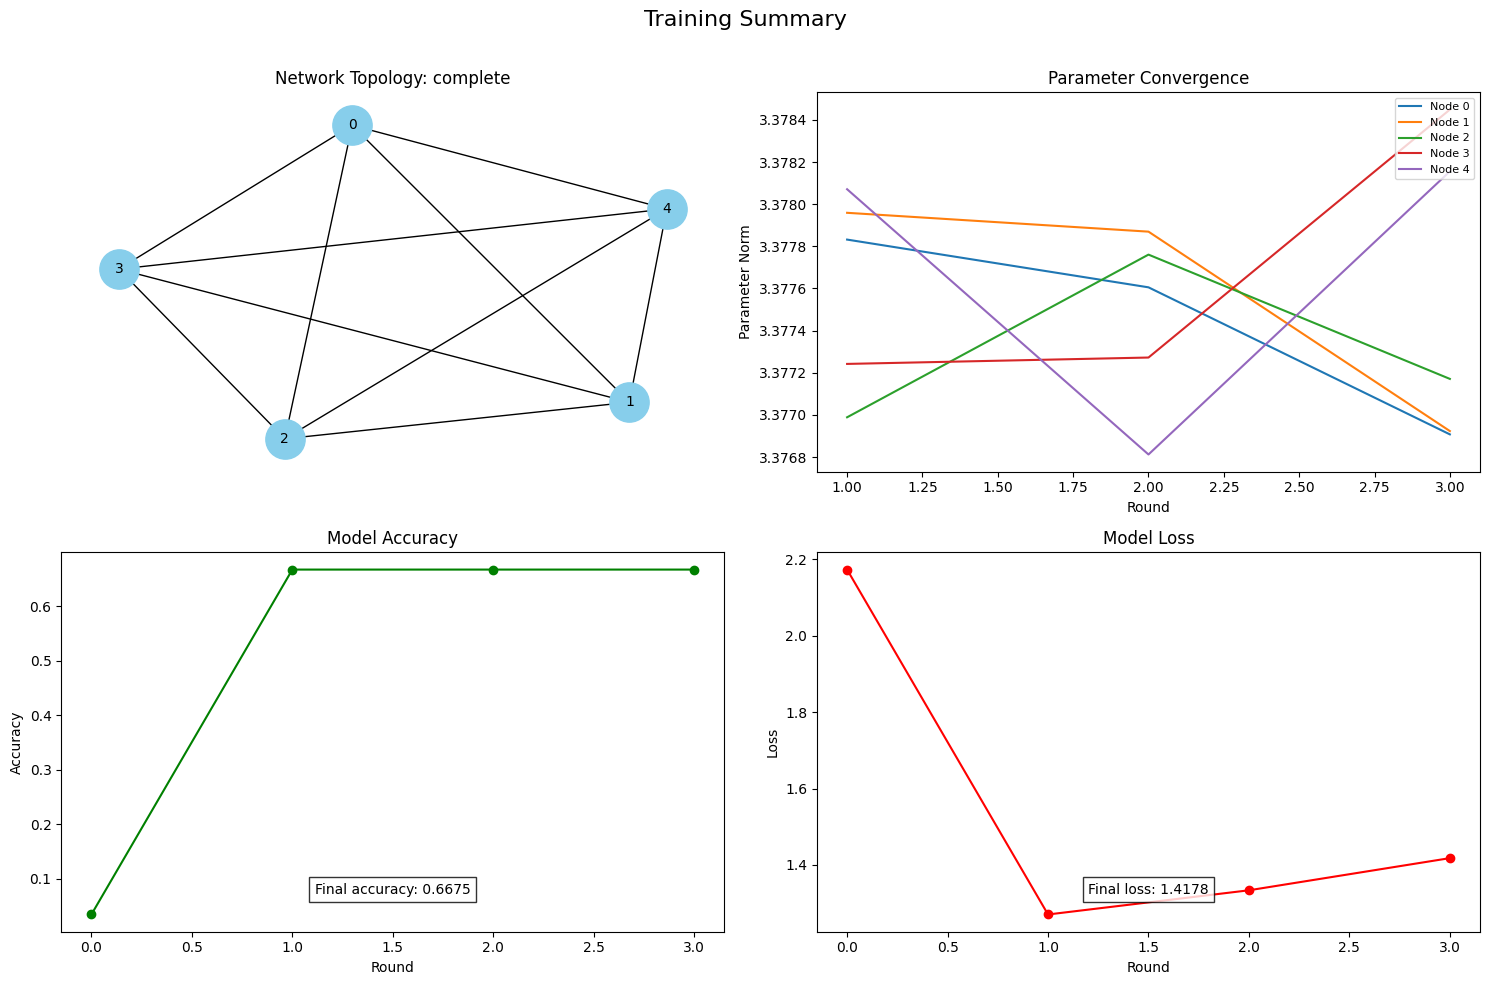 Training Summary
Network Topology: complete
0
4
3
1
2
Parameter Convergence
Parameter Norm
3.3784
3.3782
3.3780
3.3778
3.3776
3.3774
3.3772
3.3770
3.3768
Node 0
Node 1
Node 2
Node 3
Node 4
1.00 1.25 1.50 1.75 2.00 2.25 2.50 2.75 3.00
Round
Model Accuracy
Accuracy
0.6
0.5
0.4
0.3
0.2
0.1
Final accuracy: 0.6675
0.0 0.5 1.0 1.5 2.0 2.5 3.0
Round
Model Loss
Loss
2.2
2.0
1.8
1.6
1.4
Final loss: 1.4178
0.0 0.5 1.0 1.5 2.0 2.5 3.0
Round